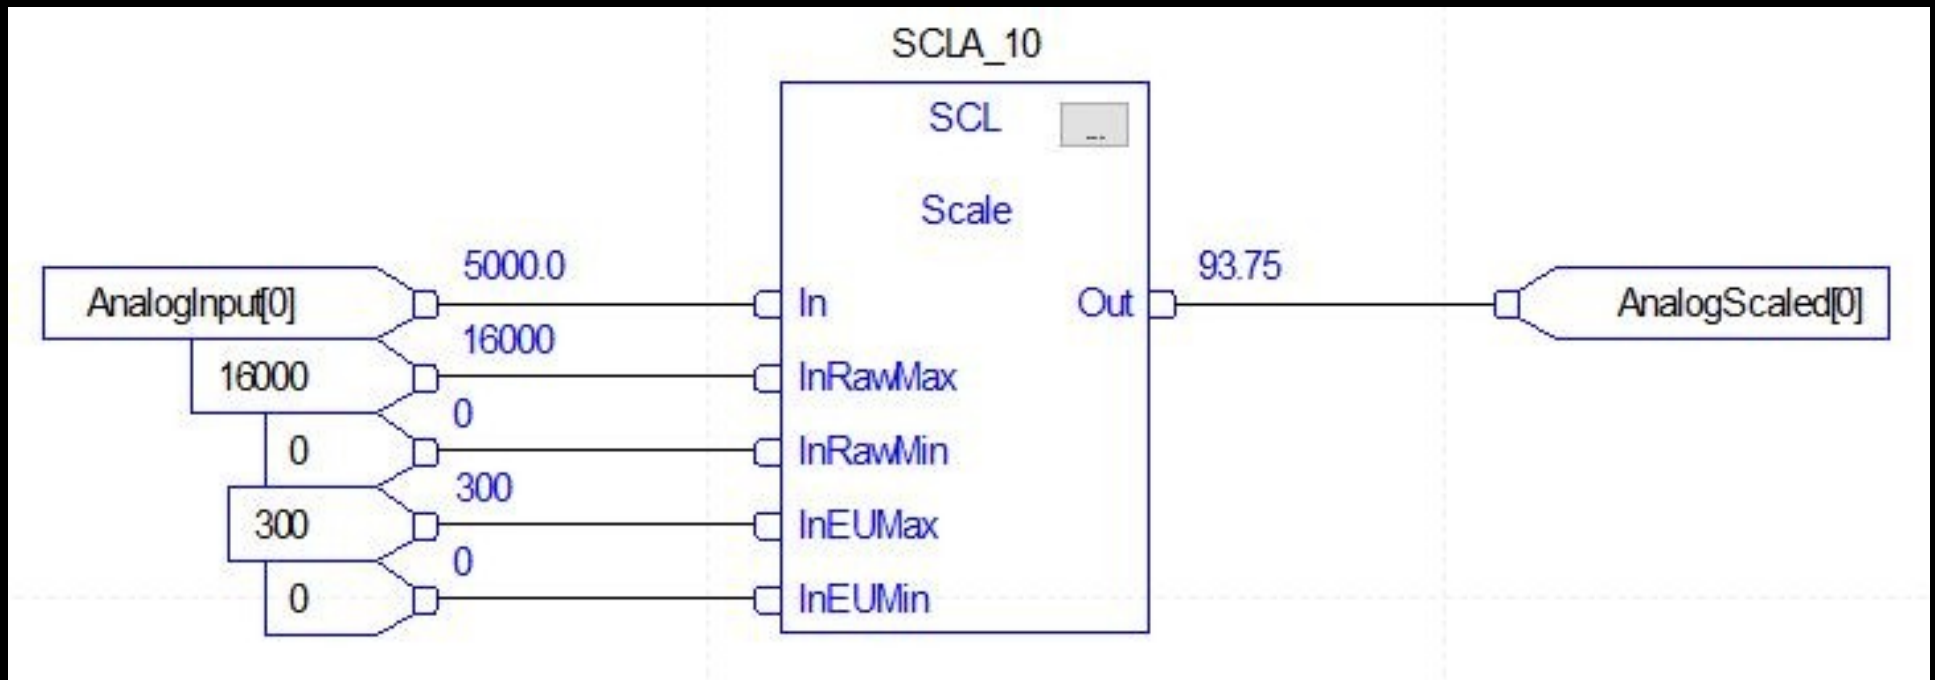 SCLA_10
SCL
...
Scale
5000.0
93.75
AnalogInput[0]
In
Out
AnalogScaled[0]
16000
16000
InRawMax
0
0
InRawMin
300
300
InEUMax
0
0
InEUMin